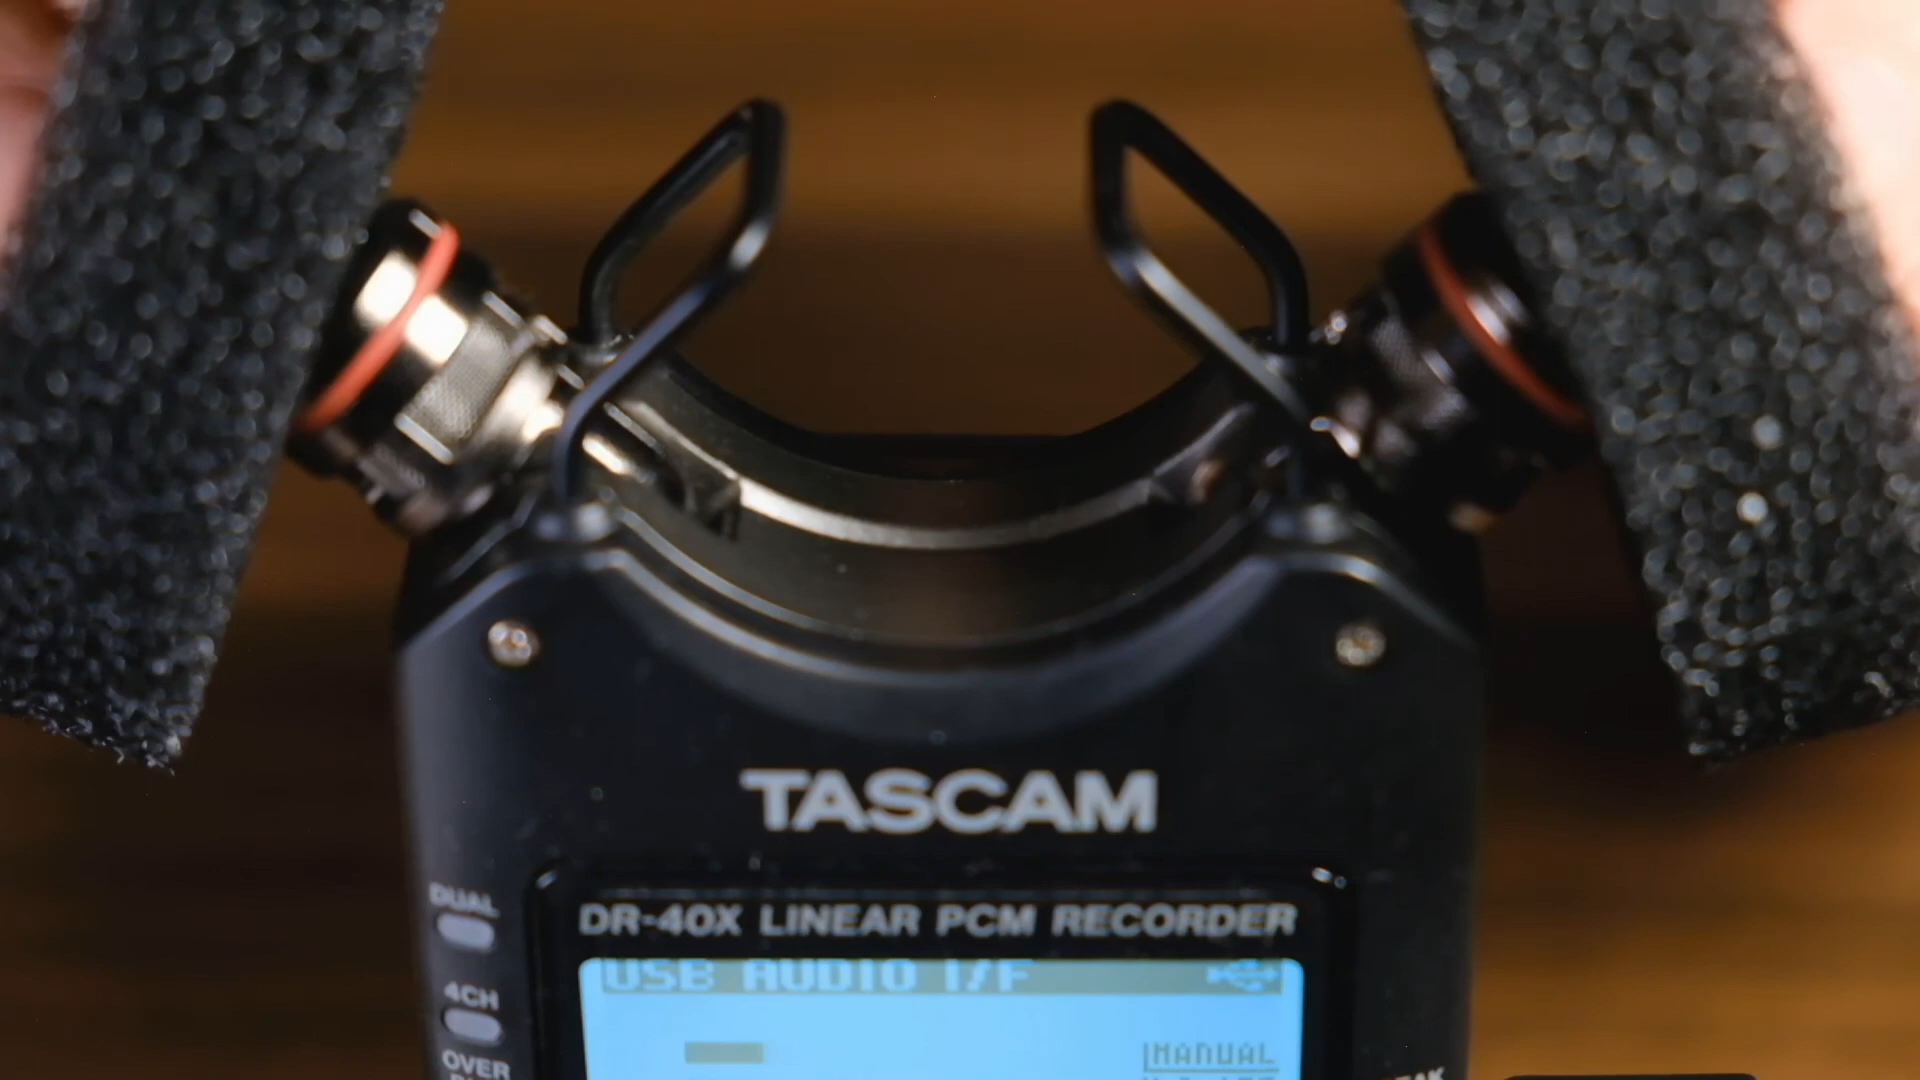 TASCAM
DUAL
DR-40X LINEAR PCM RECORDER
USB AUDIO I/F
4CH
MANUAL
OVER